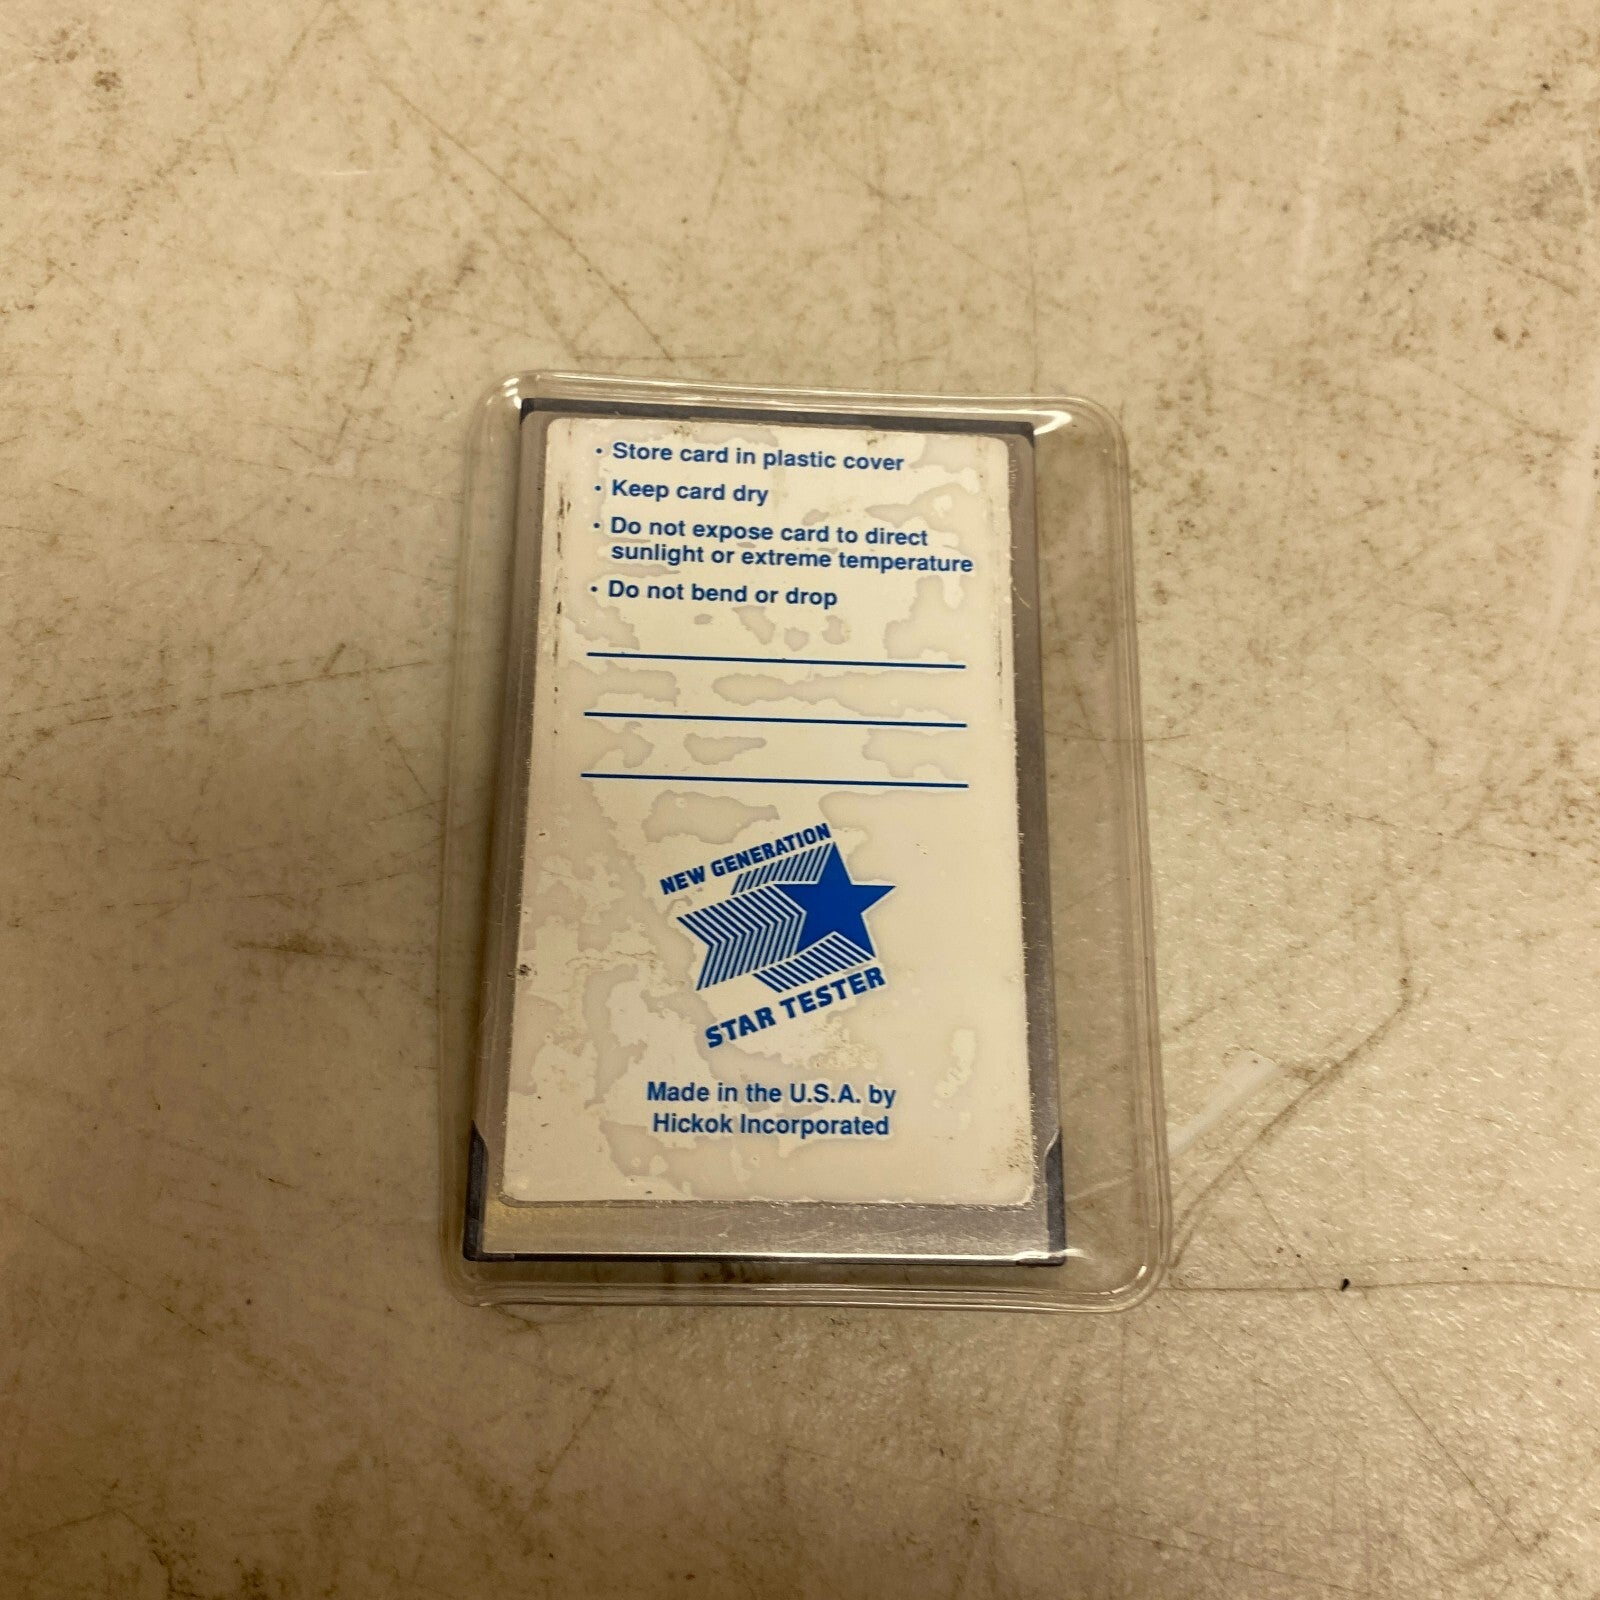 • Store card in plastic cover
• Keep card dry
• Do not expose card to direct
sunlight or extreme temperature
• Do not bend or drop
NEW GENERATION
STAR TESTER
Made in the U.S.A. by
Hickok Incorporated